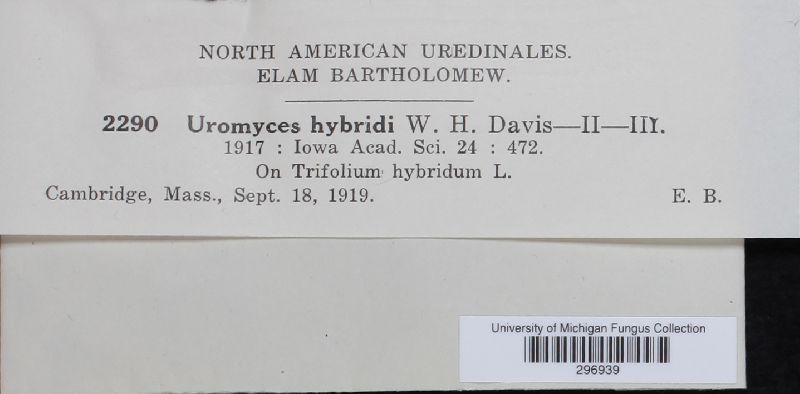 NORTH AMERICAN UREDINALES.
ELAM BARTHOLOMEW.
2290 Uromyces hybridi W. H. Davis—II—III.
1917 : Iowa Acad. Sci. 24 : 472.
On Trifolium hybridum L.
Cambridge, Mass., Sept. 18, 1919. E. B.
University of Michigan Fungus Collection
296939